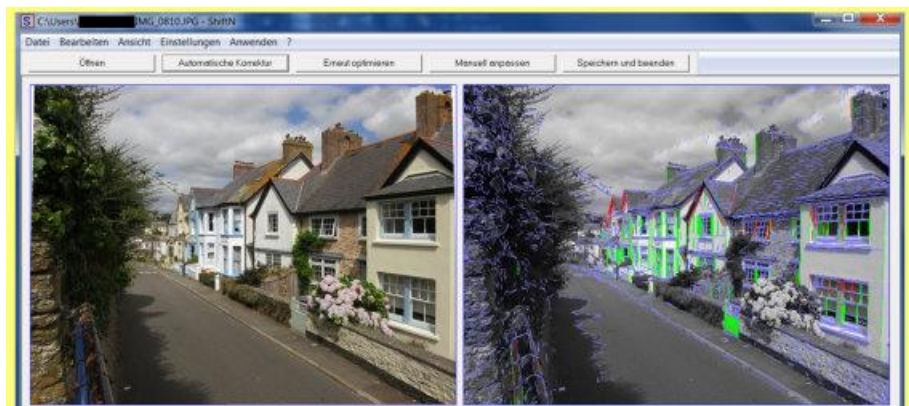 C:\Users\ IMG_0810.JPG - ShiftN
Datei Bearbeiten Ansicht Einstellungen Anwenden ?
Öffnen Automatische Korrektur Erneut optimieren Manuell anpassen Speichern und beenden